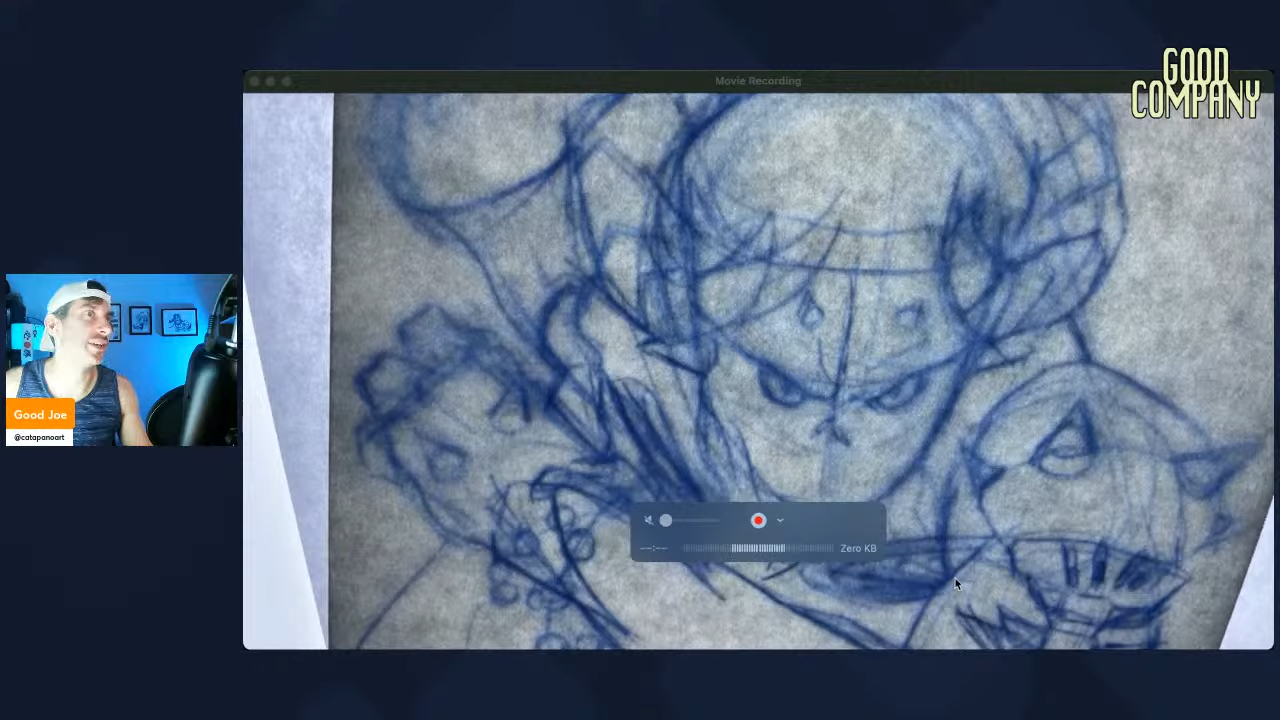 Movie Recording
GOOD
COMPANY
Good Joe
@catapanoart
--:--
Zero KB